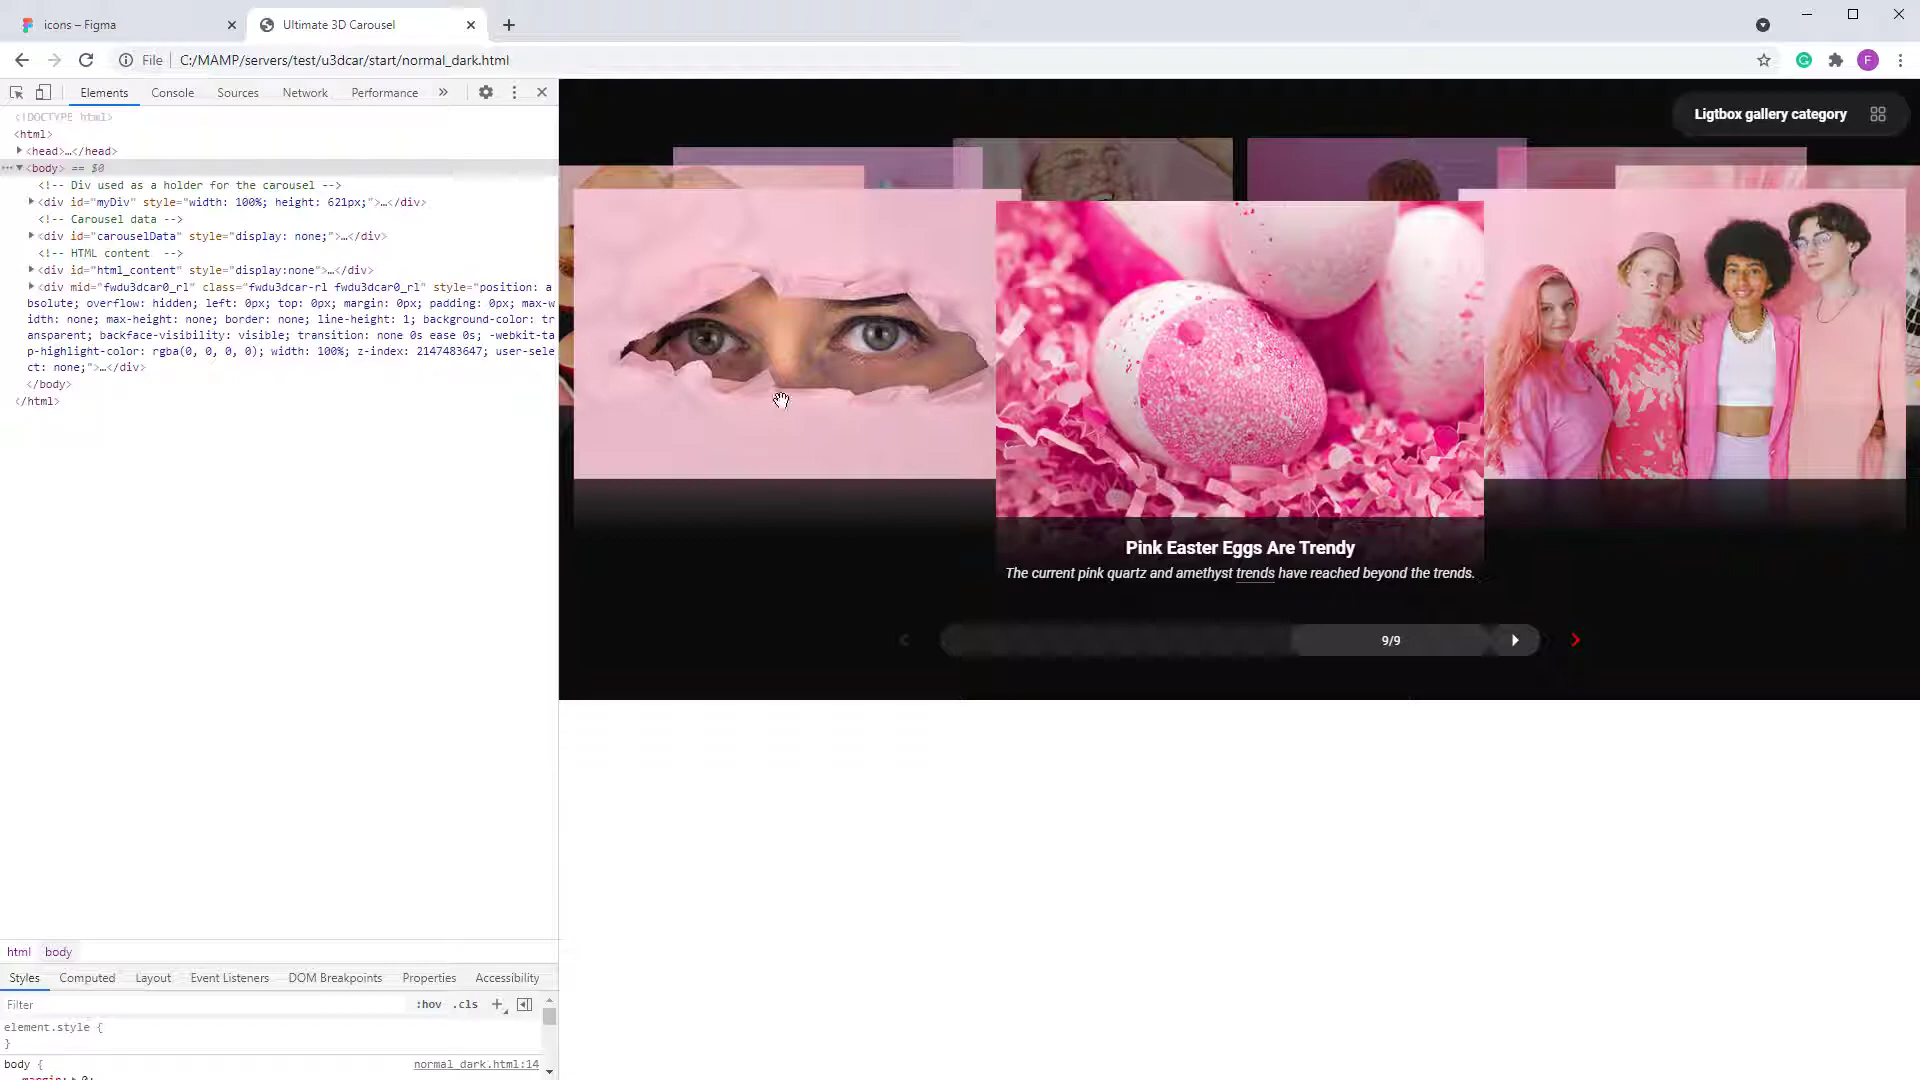 icons – Figma
Ultimate 3D Carousel
File
C:/MAMP/servers/test/u3dcar/start/normal_dark.html
F
Elements
Console
Sources
Network
Performance
<!DOCTYPE html>
<html>
<head>…</head>
<body> == $0
<!-- Div used as a holder for the carousel -->
<div id="myDiv" style="width: 100%; height: 621px;">…</div>
<!-- Carousel data -->
<div id="carouselData" style="display: none;">…</div>
<!-- HTML content  -->
<div id="html_content" style="display:none">…</div>
<div mid="fwdu3dcar0_rl" class="fwdu3dcar-rl fwdu3dcar0_rl" style="position: a
bsolute; overflow: hidden; left: 0px; top: 0px; margin: 0px; padding: 0px; max-w
idth: none; max-height: none; border: none; line-height: 1; background-color: tr
ansparent; backface-visibility: visible; transition: none 0s ease 0s; -webkit-ta
p-highlight-color: rgba(0, 0, 0, 0); width: 100%; z-index: 2147483647; user-sele
ct: none;">…</div>
</body>
</html>
Ligtbox gallery category
Pink Easter Eggs Are Trendy
The current pink quartz and amethyst trends have reached beyond the trends.
9/9
html
body
Styles
Computed
Layout
Event Listeners
DOM Breakpoints
Properties
Accessibility
Filter
:hov
.cls
element.style {
}
body {
normal_dark.html:14
margin: 0;